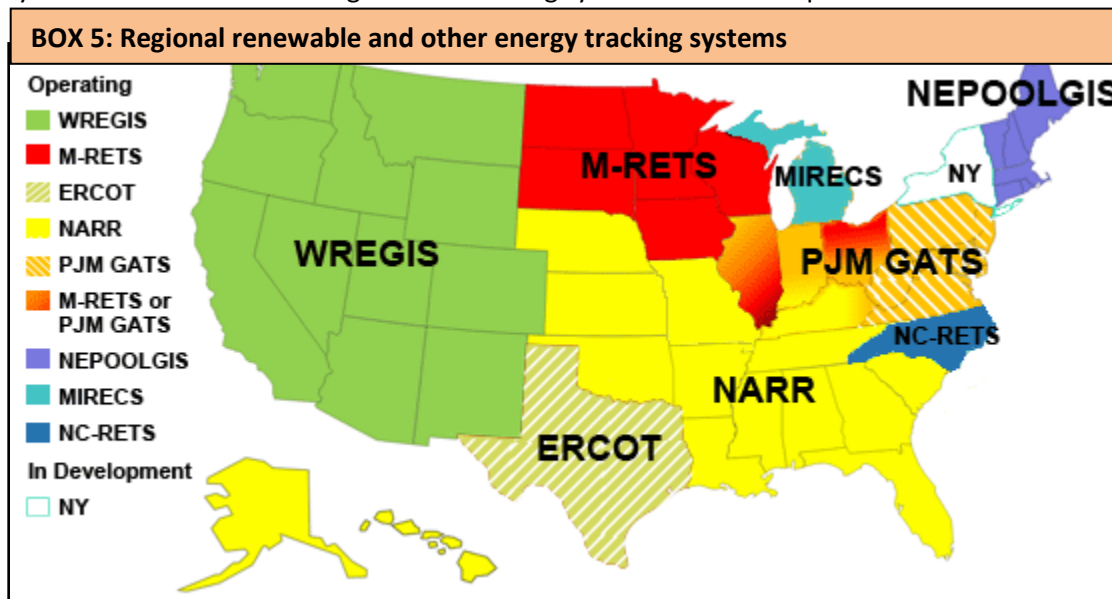 BOX 5: Regional renewable and other energy tracking systems
Operating
WREGIS
M-RETS
ERCOT
NARR
PJM GATS
M-RETS or
PJM GATS
NEPOOLGIS
MIRECS
NC-RETS
In Development
NY
NEPOOLGIS
M-RETS
MIRECS
NY
WREGIS
PJM GATS
NC-RETS
NARR
ERCOT